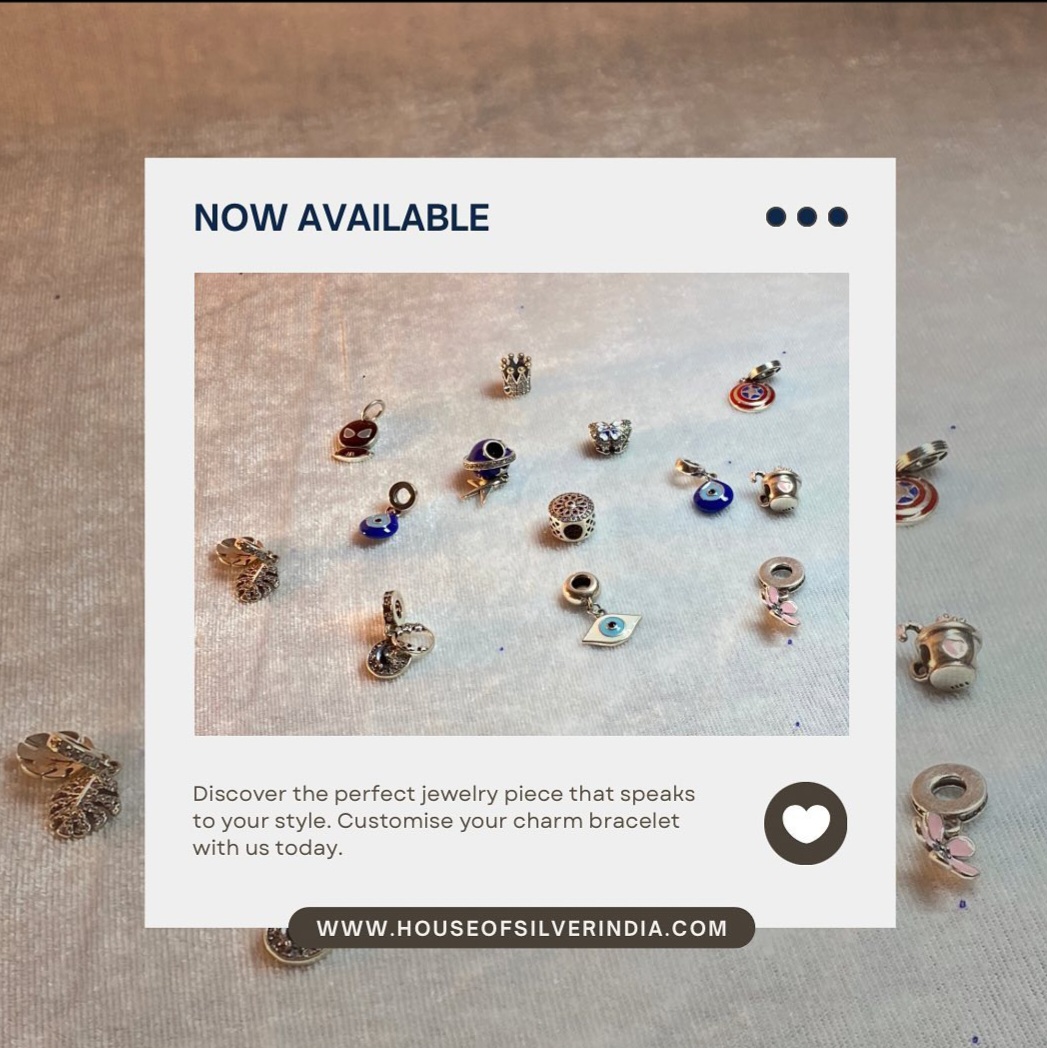 NOW AVAILABLE
Discover the perfect jewelry piece that speaks
to your style. Customise your charm bracelet
with us today.
WWW.HOUSEOFSILVERINDIA.COM